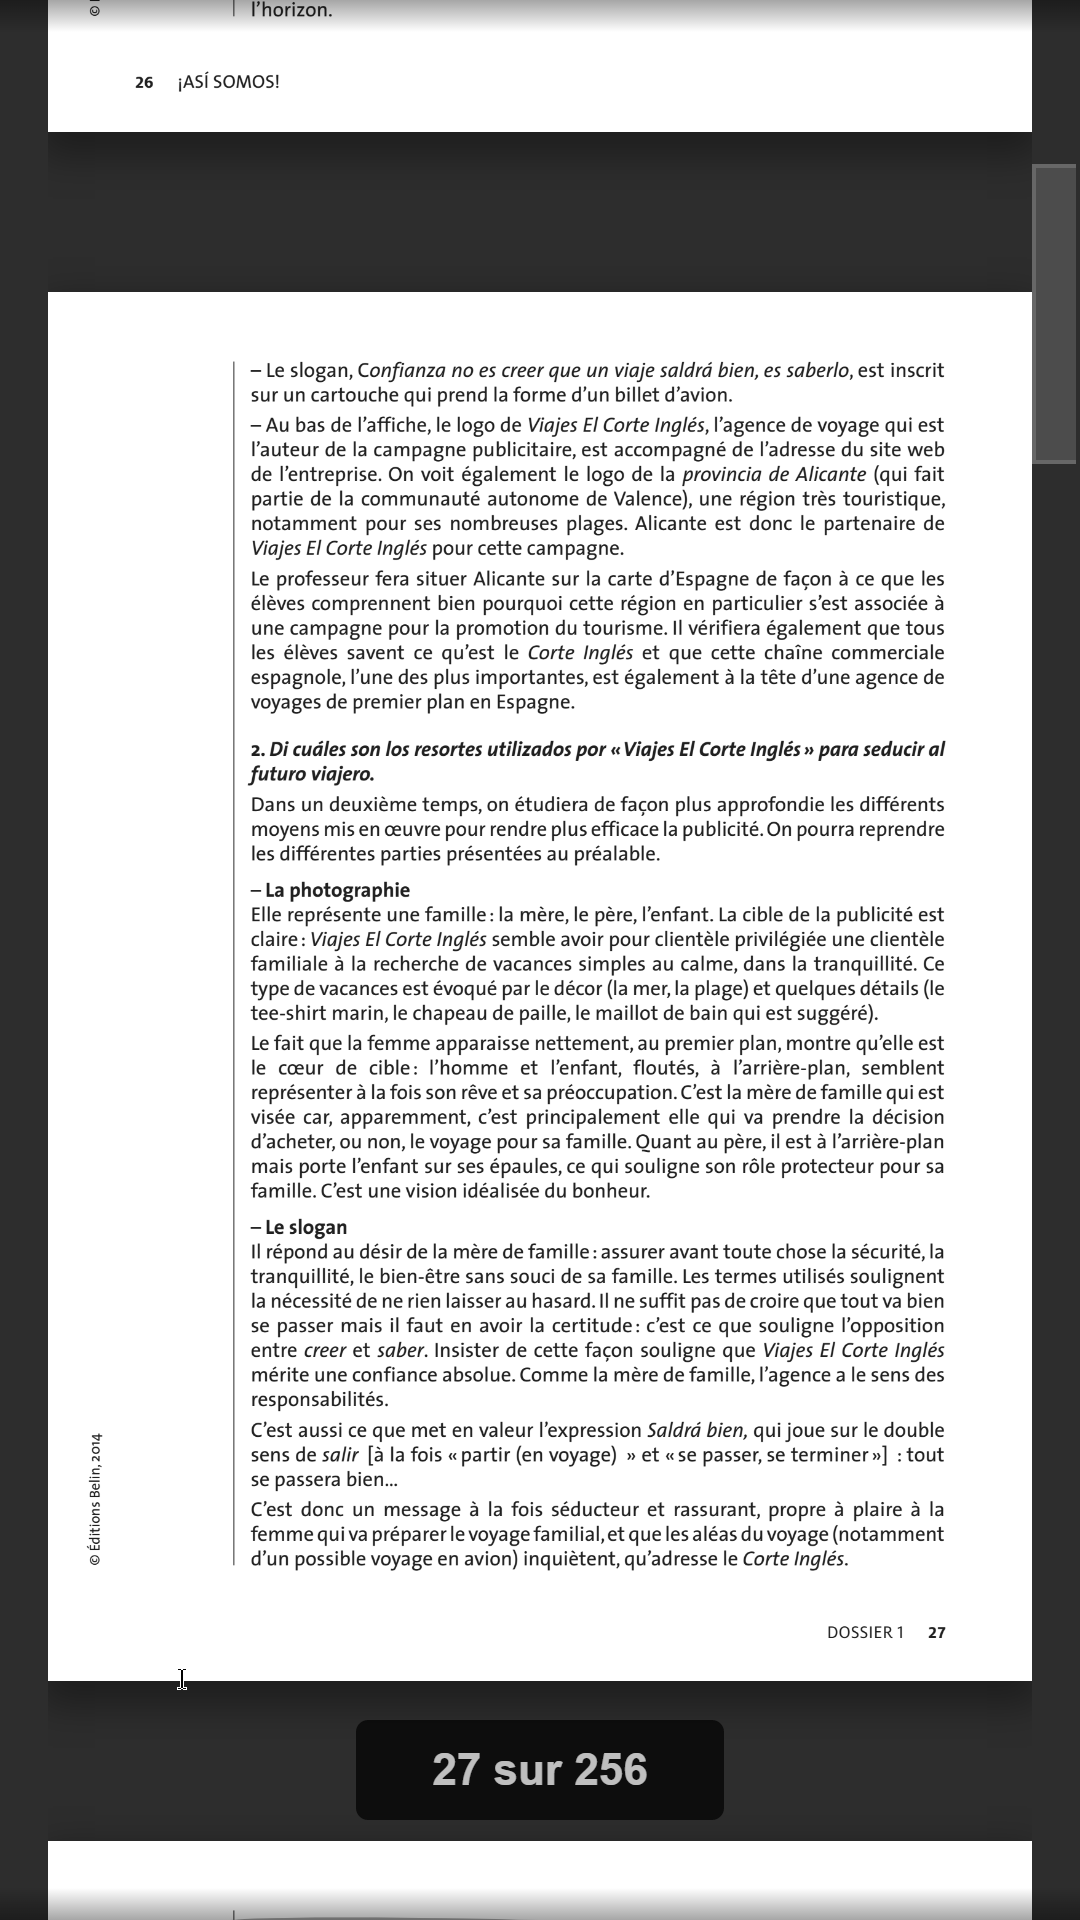 l’horizon.
26 ¡ASÍ SOMOS!
– Le slogan, Confianza no es creer que un viaje saldrá bien, es saberlo, est inscrit
sur un cartouche qui prend la forme d’un billet d’avion.
– Au bas de l’affiche, le logo de Viajes El Corte Inglés, l’agence de voyage qui est
l’auteur de la campagne publicitaire, est accompagné de l’adresse du site web
de l’entreprise. On voit également le logo de la provincia de Alicante (qui fait
partie de la communauté autonome de Valence), une région très touristique,
notamment pour ses nombreuses plages. Alicante est donc le partenaire de
Viajes El Corte Inglés pour cette campagne.
Le professeur fera situer Alicante sur la carte d’Espagne de façon à ce que les
élèves comprennent bien pourquoi cette région en particulier s’est associée à
une campagne pour la promotion du tourisme. Il vérifiera également que tous
les élèves savent ce qu’est le Corte Inglés et que cette chaîne commerciale
espagnole, l’une des plus importantes, est également à la tête d’une agence de
voyages de premier plan en Espagne.
2. Di cuáles son los resortes utilizados por « Viajes El Corte Inglés » para seducir al
futuro viajero.
Dans un deuxième temps, on étudiera de façon plus approfondie les différents
moyens mis en œuvre pour rendre plus efficace la publicité. On pourra reprendre
les différentes parties présentées au préalable.
– La photographie
Elle représente une famille : la mère, le père, l’enfant. La cible de la publicité est
claire : Viajes El Corte Inglés semble avoir pour clientèle privilégiée une clientèle
familiale à la recherche de vacances simples au calme, dans la tranquillité. Ce
type de vacances est évoqué par le décor (la mer, la plage) et quelques détails (le
tee-shirt marin, le chapeau de paille, le maillot de bain qui est suggéré).
Le fait que la femme apparaisse nettement, au premier plan, montre qu’elle est
le cœur de cible : l’homme et l’enfant, floutés, à l’arrière-plan, semblent
représenter à la fois son rêve et sa préoccupation. C’est la mère de famille qui est
visée car, apparemment, c’est principalement elle qui va prendre la décision
d’acheter, ou non, le voyage pour sa famille. Quant au père, il est à l’arrière-plan
mais porte l’enfant sur ses épaules, ce qui souligne son rôle protecteur pour sa
famille. C’est une vision idéalisée du bonheur.
– Le slogan
Il répond au désir de la mère de famille : assurer avant toute chose la sécurité, la
tranquillité, le bien-être sans souci de sa famille. Les termes utilisés soulignent
la nécessité de ne rien laisser au hasard. Il ne suffit pas de croire que tout va bien
se passer mais il faut en avoir la certitude : c’est ce que souligne l’opposition
entre creer et saber. Insister de cette façon souligne que Viajes El Corte Inglés
mérite une confiance absolue. Comme la mère de famille, l’agence a le sens des
responsabilités.
C’est aussi ce que met en valeur l’expression Saldrá bien, qui joue sur le double
sens de salir [à la fois « partir (en voyage) » et « se passer, se terminer »] : tout
se passera bien...
C’est donc un message à la fois séducteur et rassurant, propre à plaire à la
femme qui va préparer le voyage familial, et que les aléas du voyage (notamment
d’un possible voyage en avion) inquiètent, qu’adresse le Corte Inglés.
© Éditions Belin, 2014
DOSSIER 1 27
27 sur 256